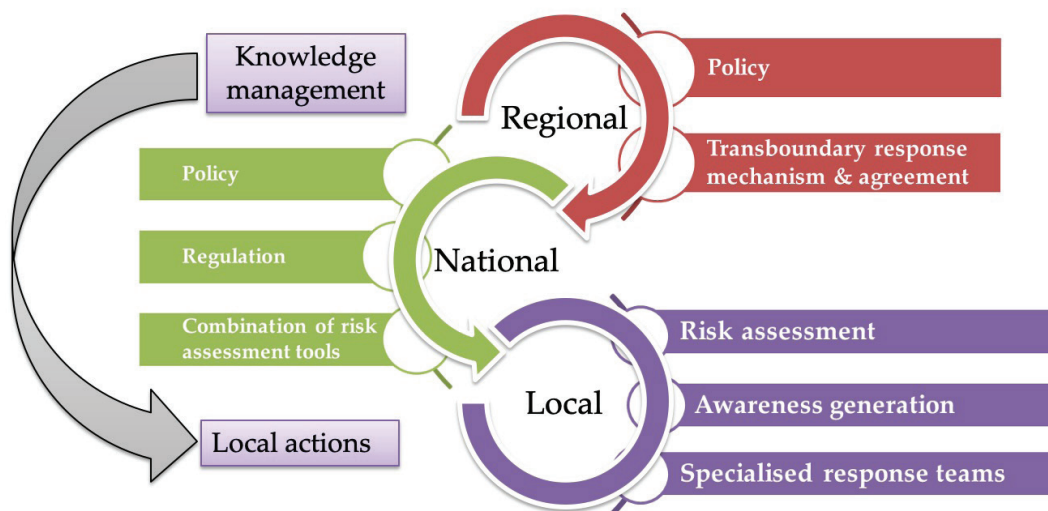 Knowledge
management
Regional
Policy
Transboundary response
mechanism & agreement
Policy
Regulation
Combination of risk
assessment tools
National
Local
Risk assessment
Awareness generation
Specialised response teams
Local actions